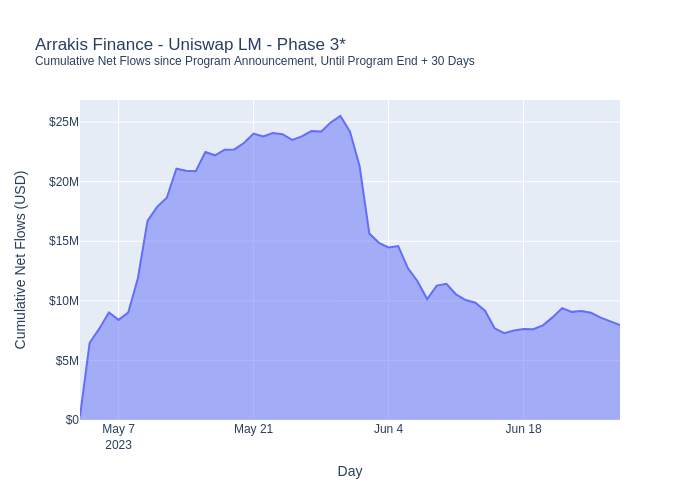 Arrakis Finance - Uniswap LM - Phase 3*
Cumulative Net Flows since Program Announcement, Until Program End + 30 Days
Cumulative Net Flows (USD)
$25M
$20M
$15M
$10M
$5M
$0
May 7
2023
May 21
Jun 4
Jun 18
Day